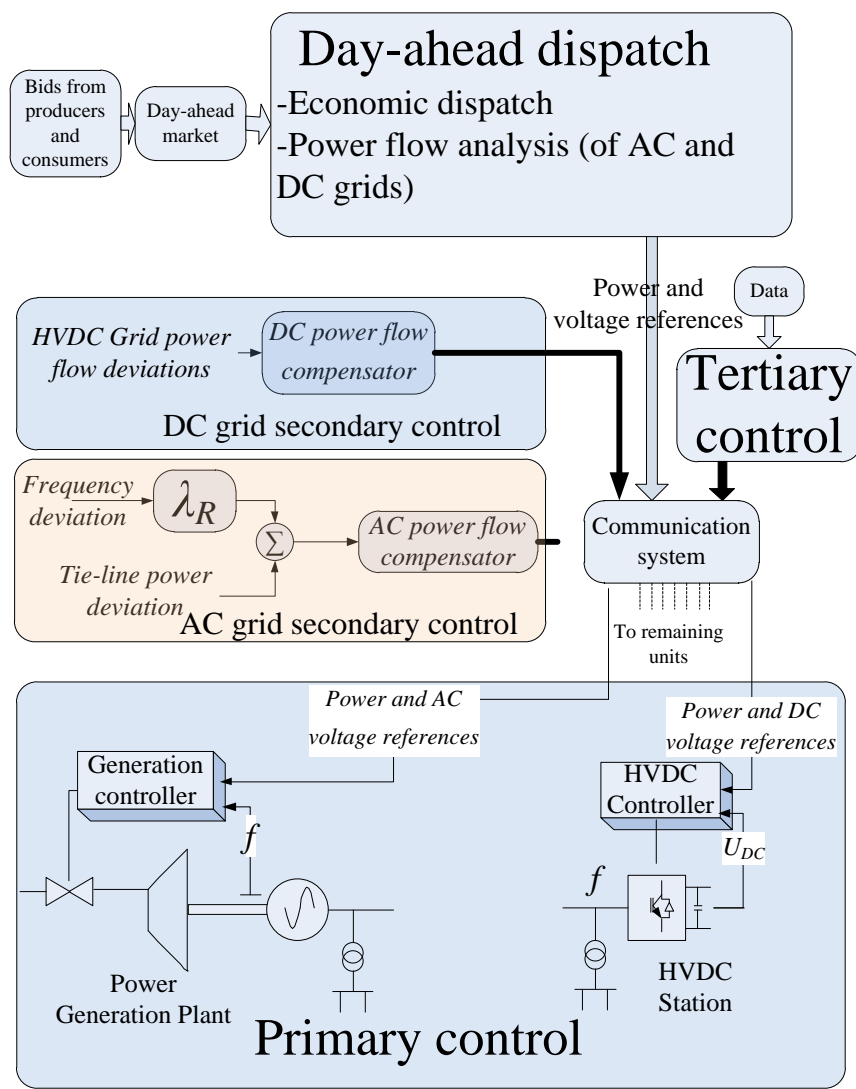 Day-ahead dispatch
-Economic dispatch
-Power flow analysis (of AC and
DC grids)
Bids from
producers
and
consumers
Day-ahead
market
Power and
voltage references
Data
Tertiary
control
HVDC Grid power
flow deviations
DC power flow
compensator
DC grid secondary control
Frequency
deviation
λR
Σ
Tie-line power
deviation
AC power flow
compensator
AC grid secondary control
Communication
system
To remaining
units
Power and AC
voltage references
Power and DC
voltage references
Generation
controller
f
HVDC
Controller
UDC
f
Power
Generation Plant
HVDC
Station
Primary control